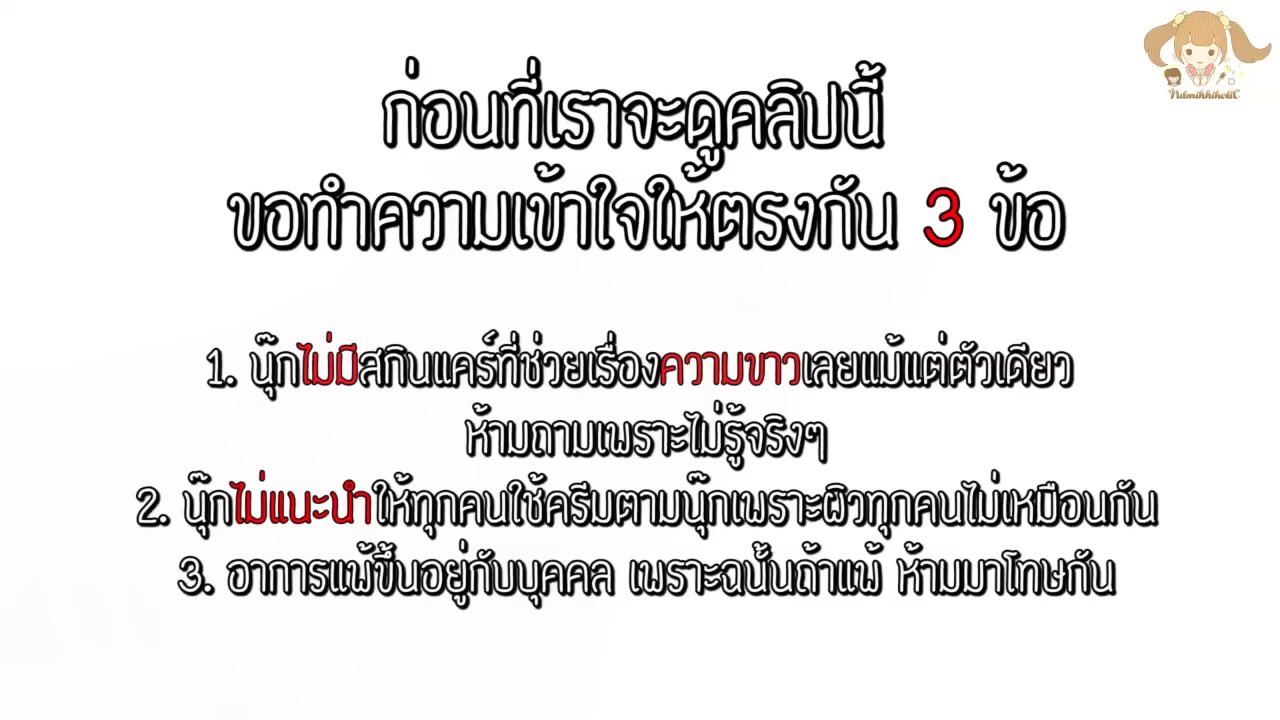 ก่อนที่เราจะดูคลิปนี้
ขอทำความเข้าใจให้ตรงกัน 3 ข้อ
1. นุ๊กไม่มีสกินแคร์ที่ช่วยเรื่องความขาวเลยแม้แต่ตัวเดียว
ห้ามถามเพราะไม่รู้จริงๆ
2. นุ๊กไม่แนะนำให้ทุกคนใช้ครีมตามนุ๊กเพราะผิวทุกคนไม่เหมือนกัน
3. อาการแพ้ขึ้นอยู่กับบุคคล เพราะฉนั้นถ้าแพ้ ห้ามมาโทษกัน